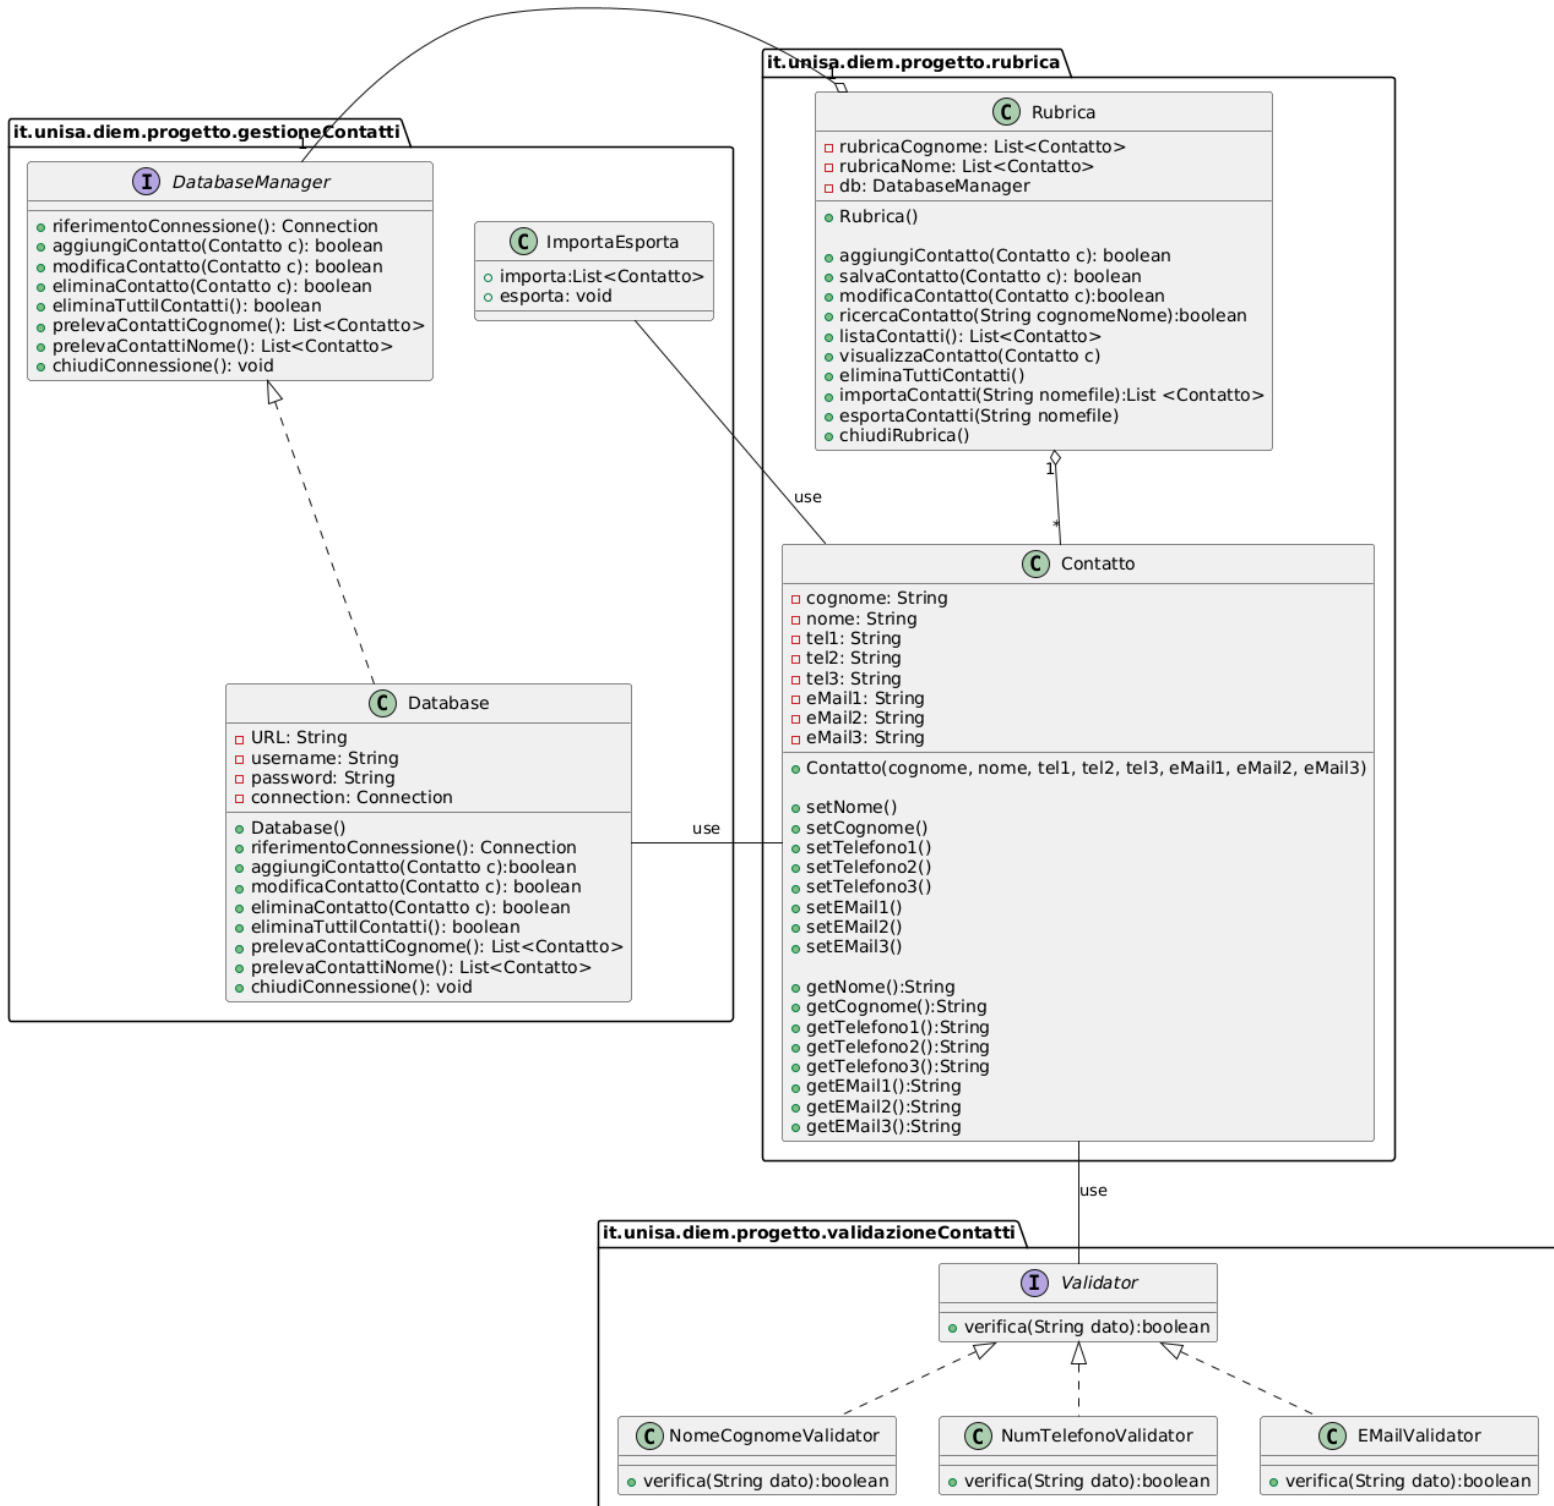 it.unisa.diem.progetto.gestioneContatti
I DatabaseManager
riferimentoConnessione(): Connection
aggiungiContatto(Contatto c): boolean
modificaContatto(Contatto c): boolean
eliminaContatto(Contatto c): boolean
eliminaTuttiIContatti(): boolean
prelevaContattiCognome(): List<Contatto>
prelevaContattiNome(): List<Contatto>
chiudiConnessione(): void
C ImportaEsporta
importa:List<Contatto>
esporta: void
C Database
URL: String
username: String
password: String
connection: Connection
Database()
riferimentoConnessione(): Connection
aggiungiContatto(Contatto c):boolean
modificaContatto(Contatto c): boolean
eliminaContatto(Contatto c): boolean
eliminaTuttiIContatti(): boolean
prelevaContattiCognome(): List<Contatto>
prelevaContattiNome(): List<Contatto>
chiudiConnessione(): void
it.unisa.diem.progetto.rubrica
C Rubrica
rubricaCognome: List<Contatto>
rubricaNome: List<Contatto>
db: DatabaseManager
Rubrica()
aggiungiContatto(Contatto c): boolean
salvaContatto(Contatto c): boolean
modificaContatto(Contatto c):boolean
ricercaContatto(String cognomeNome):boolean
listaContatti(): List<Contatto>
visualizzaContatto(Contatto c)
eliminaTuttiContatti()
importaContatti(String nomefile):List <Contatto>
esportaContatti(String nomefile)
chiudiRubrica()
1
1
1
*
use
use
C Contatto
cognome: String
nome: String
tel1: String
tel2: String
tel3: String
eMail1: String
eMail2: String
eMail3: String
Contatto(cognome, nome, tel1, tel2, tel3, eMail1, eMail2, eMail3)
setNome()
setCognome()
setTelefono1()
setTelefono2()
setTelefono3()
setEMail1()
setEMail2()
setEMail3()
getNome():String
getCognome():String
getTelefono1():String
getTelefono2():String
getTelefono3():String
getEMail1():String
getEMail2():String
getEMail3():String
use
it.unisa.diem.progetto.validazioneContatti
I Validator
verifica(String dato):boolean
C NomeCognomeValidator
verifica(String dato):boolean
C NumTelefonoValidator
verifica(String dato):boolean
C EMailValidator
verifica(String dato):boolean